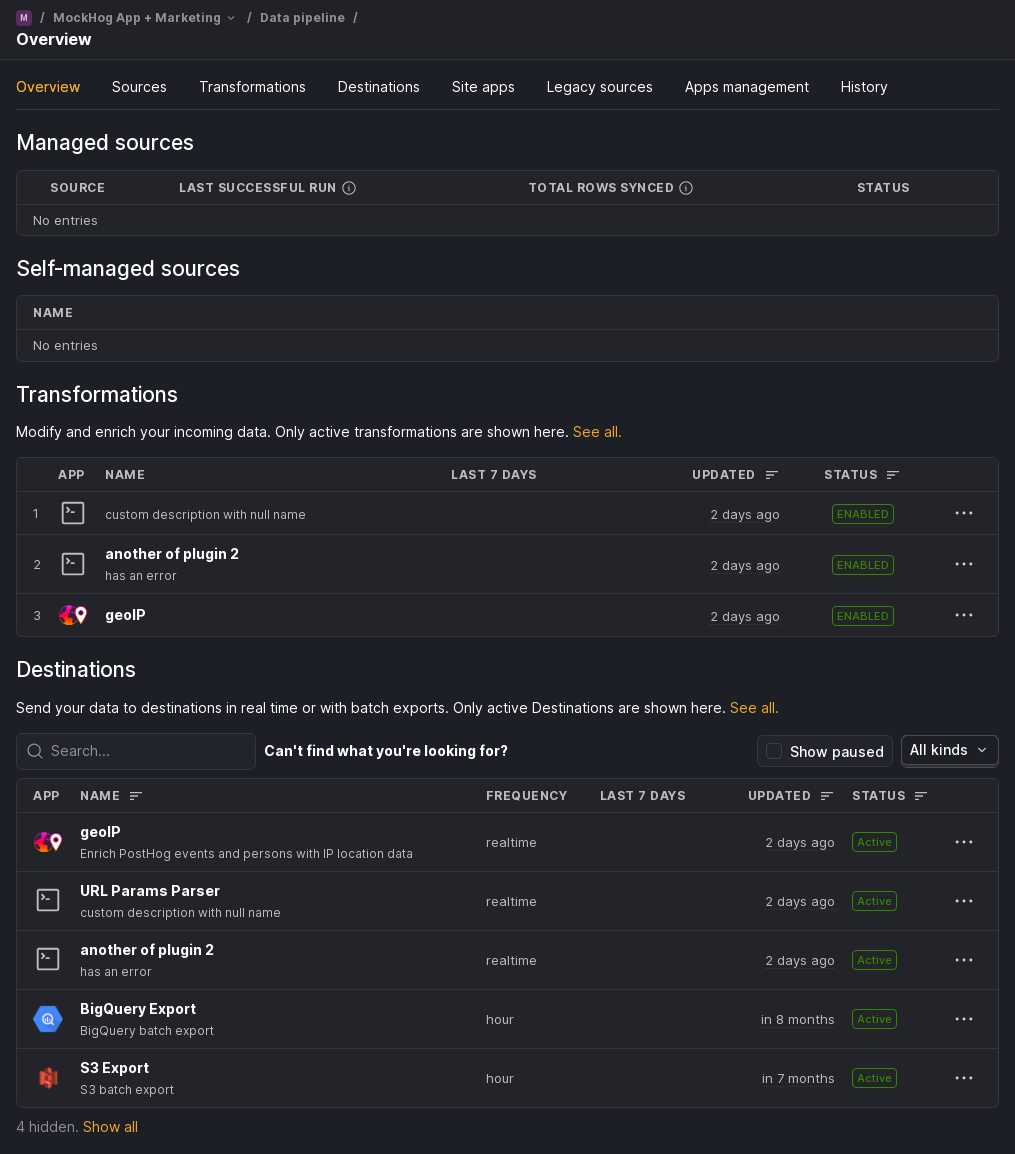 M / MockHog App + Marketing / Data pipeline /
Overview
Overview Sources Transformations Destinations Site apps Legacy sources Apps management History
Managed sources
SOURCE LAST SUCCESSFUL RUN TOTAL ROWS SYNCED STATUS
No entries
Self-managed sources
NAME
No entries
Transformations
Modify and enrich your incoming data. Only active transformations are shown here. See all.
APP NAME LAST 7 DAYS UPDATED STATUS
1 custom description with null name 2 days ago ENABLED
2 another of plugin 2 2 days ago ENABLED
has an error
3 geoIP 2 days ago ENABLED
Destinations
Send your data to destinations in real time or with batch exports. Only active Destinations are shown here. See all.
Search... Can't find what you're looking for? Show paused All kinds
APP NAME FREQUENCY LAST 7 DAYS UPDATED STATUS
geoIP realtime 2 days ago Active
Enrich PostHog events and persons with IP location data
URL Params Parser realtime 2 days ago Active
custom description with null name
another of plugin 2 realtime 2 days ago Active
has an error
BigQuery Export hour in 8 months Active
BigQuery batch export
S3 Export hour in 7 months Active
S3 batch export
4 hidden. Show all